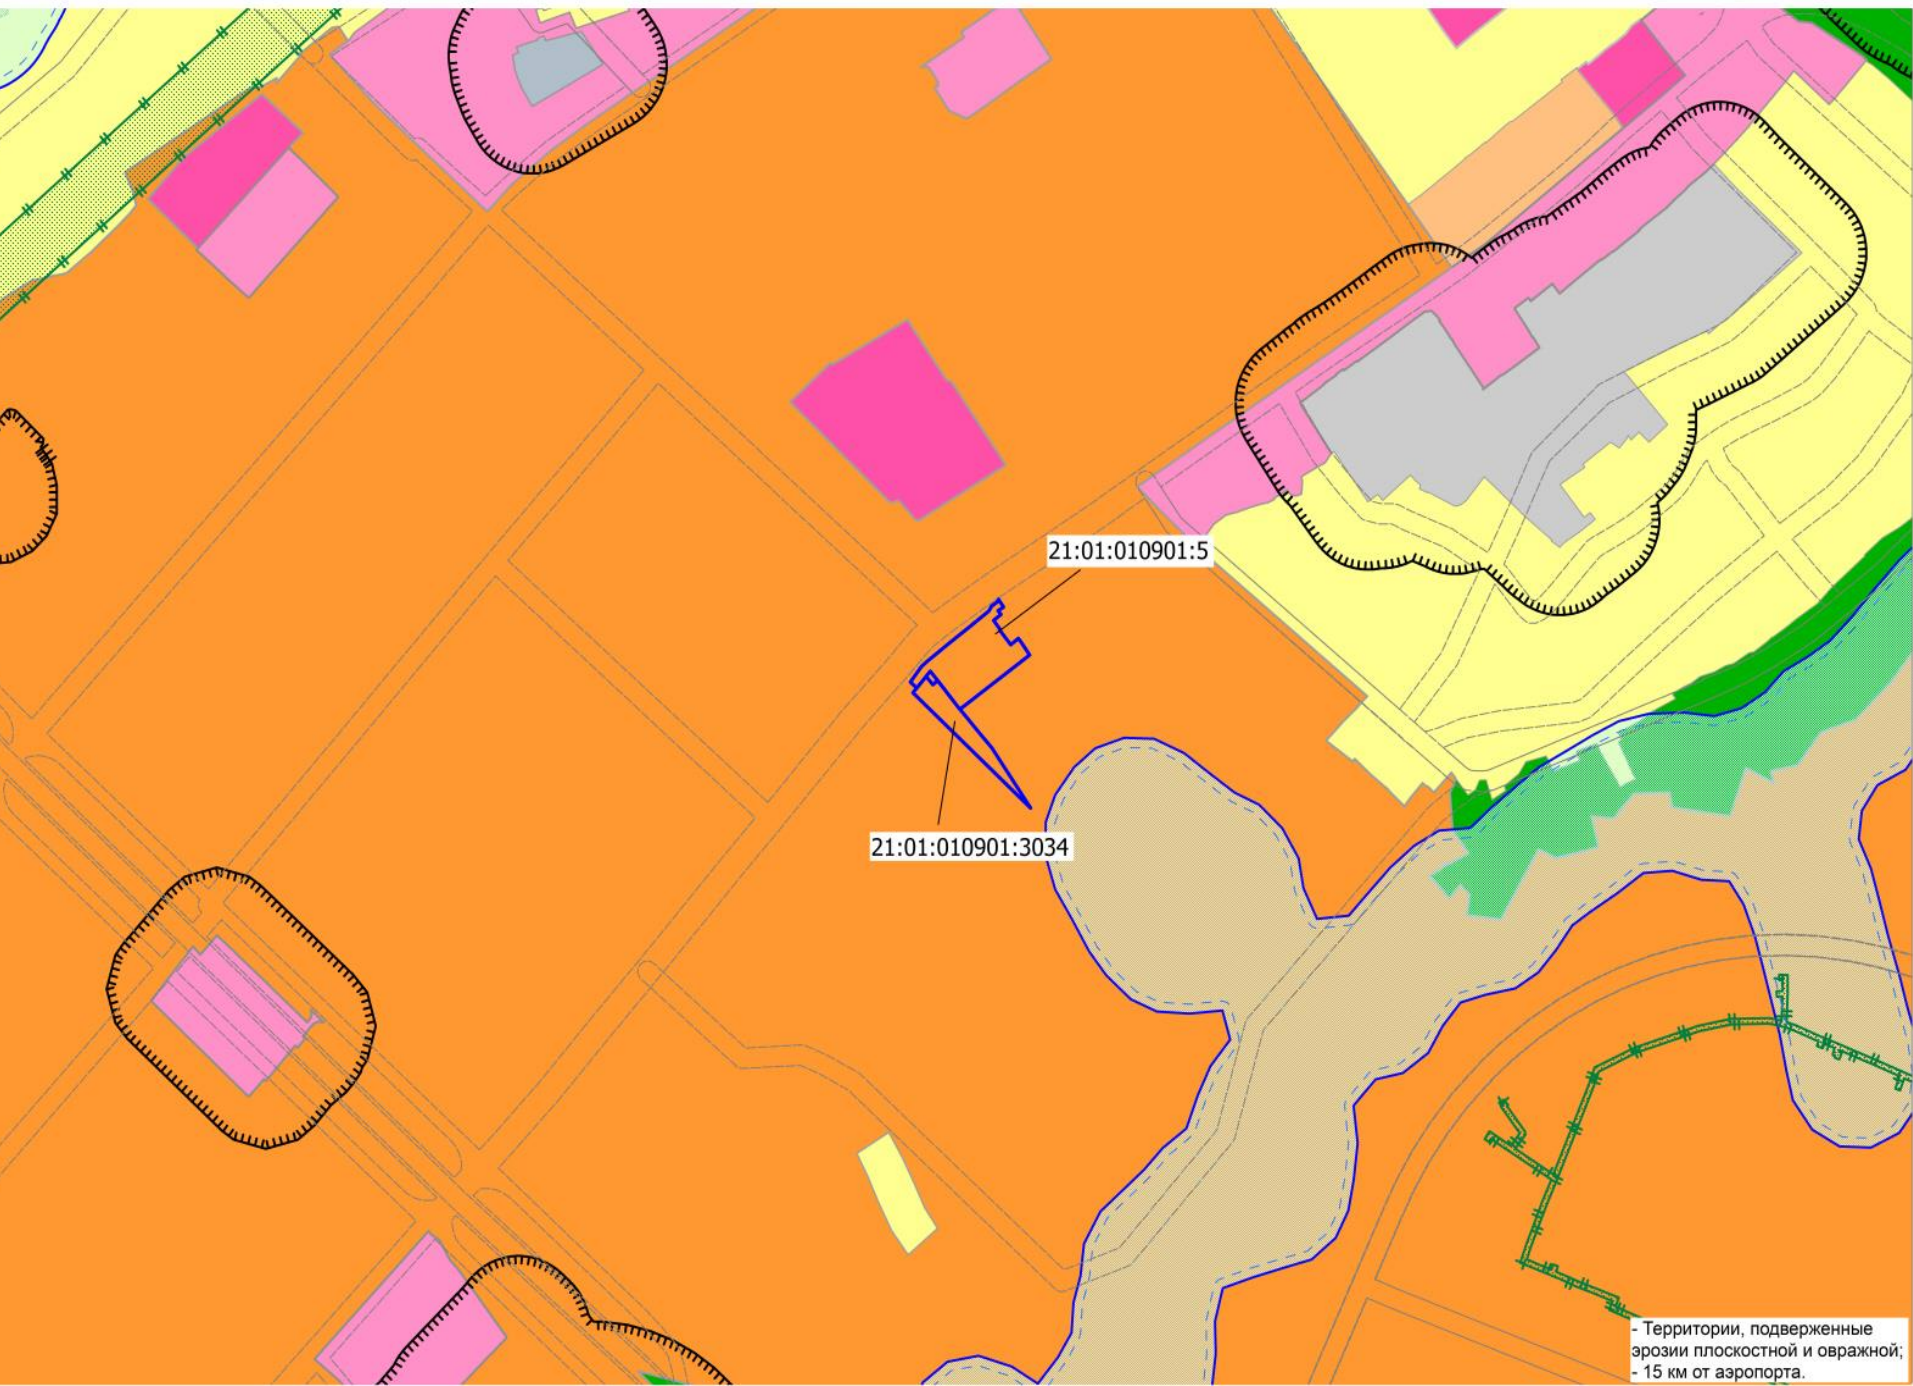 21:01:010901:5
21:01:010901:3034
- Территории, подверженные
эрозии плоскостной и овражной;
- 15 км от аэропорта.